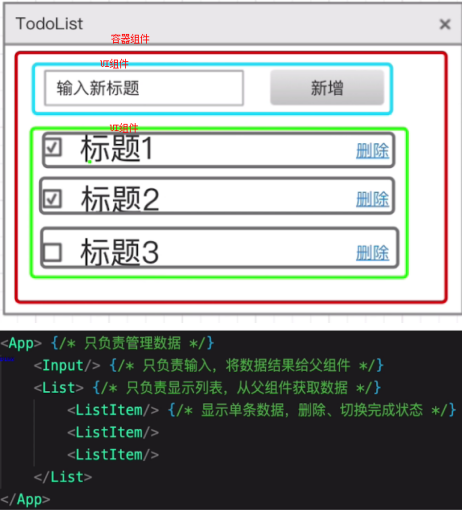 TodoList ×
容器组件
UI组件
输入新标题 新增
UI组件
标题1 删除
标题2 删除
标题3 删除
<App> {/* 只负责管理数据 */}
<Input/> {/* 只负责输入，将数据结果给父组件 */}
<List> {/* 只负责显示列表，从父组件获取数据 */}
<ListItem/> {/* 显示单条数据，删除、切换完成状态 */}
<ListItem/>
<ListItem/>
</List>
</App>